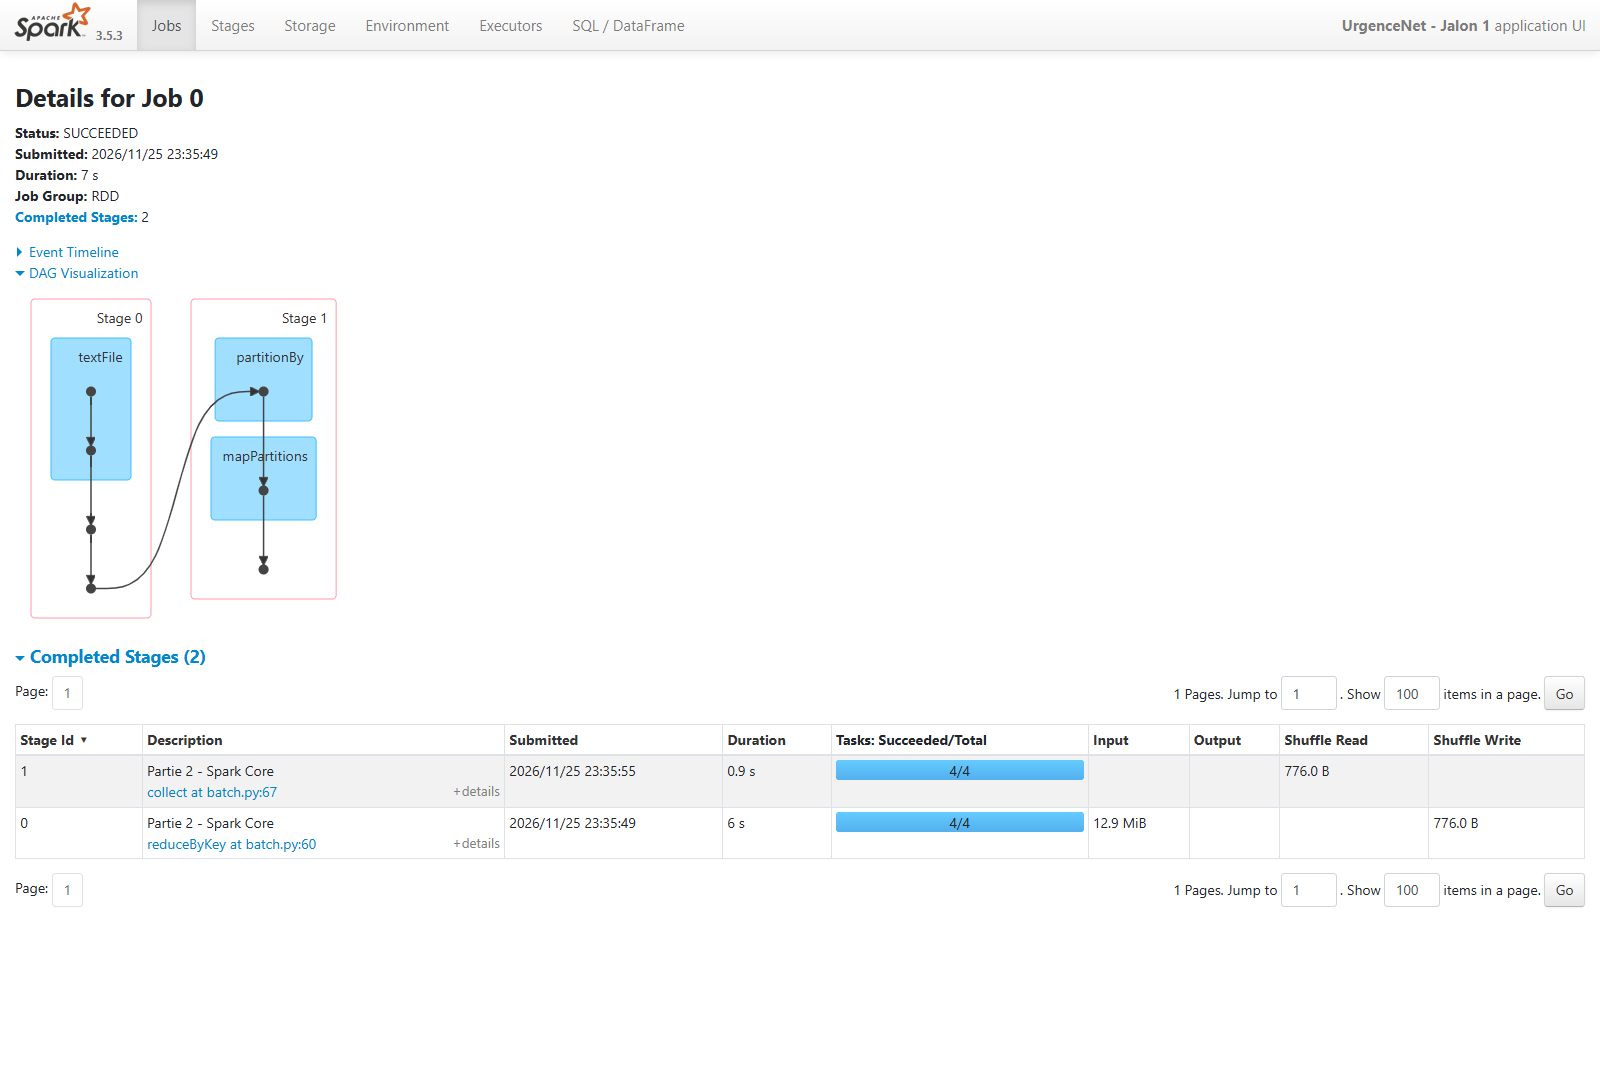 APACHE Spark 3.5.3 Jobs Stages Storage Environment Executors SQL / DataFrame UrgenceNet - Jalon 1 application UI
Details for Job 0
Status: SUCCEEDED
Submitted: 2026/11/25 23:35:49
Duration: 7 s
Job Group: RDD
Completed Stages: 2
Event Timeline
DAG Visualization
Stage 0 Stage 1
textFile partitionBy
mapPartitions
Completed Stages (2)
Page: 1 1 Pages. Jump to 1 . Show 100 items in a page. Go
Stage Id ▾ Description Submitted Duration Tasks: Succeeded/Total Input Output Shuffle Read Shuffle Write
1 Partie 2 - Spark Core 2026/11/25 23:35:55 0.9 s 4/4 776.0 B
collect at batch.py:67 +details
0 Partie 2 - Spark Core 2026/11/25 23:35:49 6 s 4/4 12.9 MiB 776.0 B
reduceByKey at batch.py:60 +details
Page: 1 1 Pages. Jump to 1 . Show 100 items in a page. Go